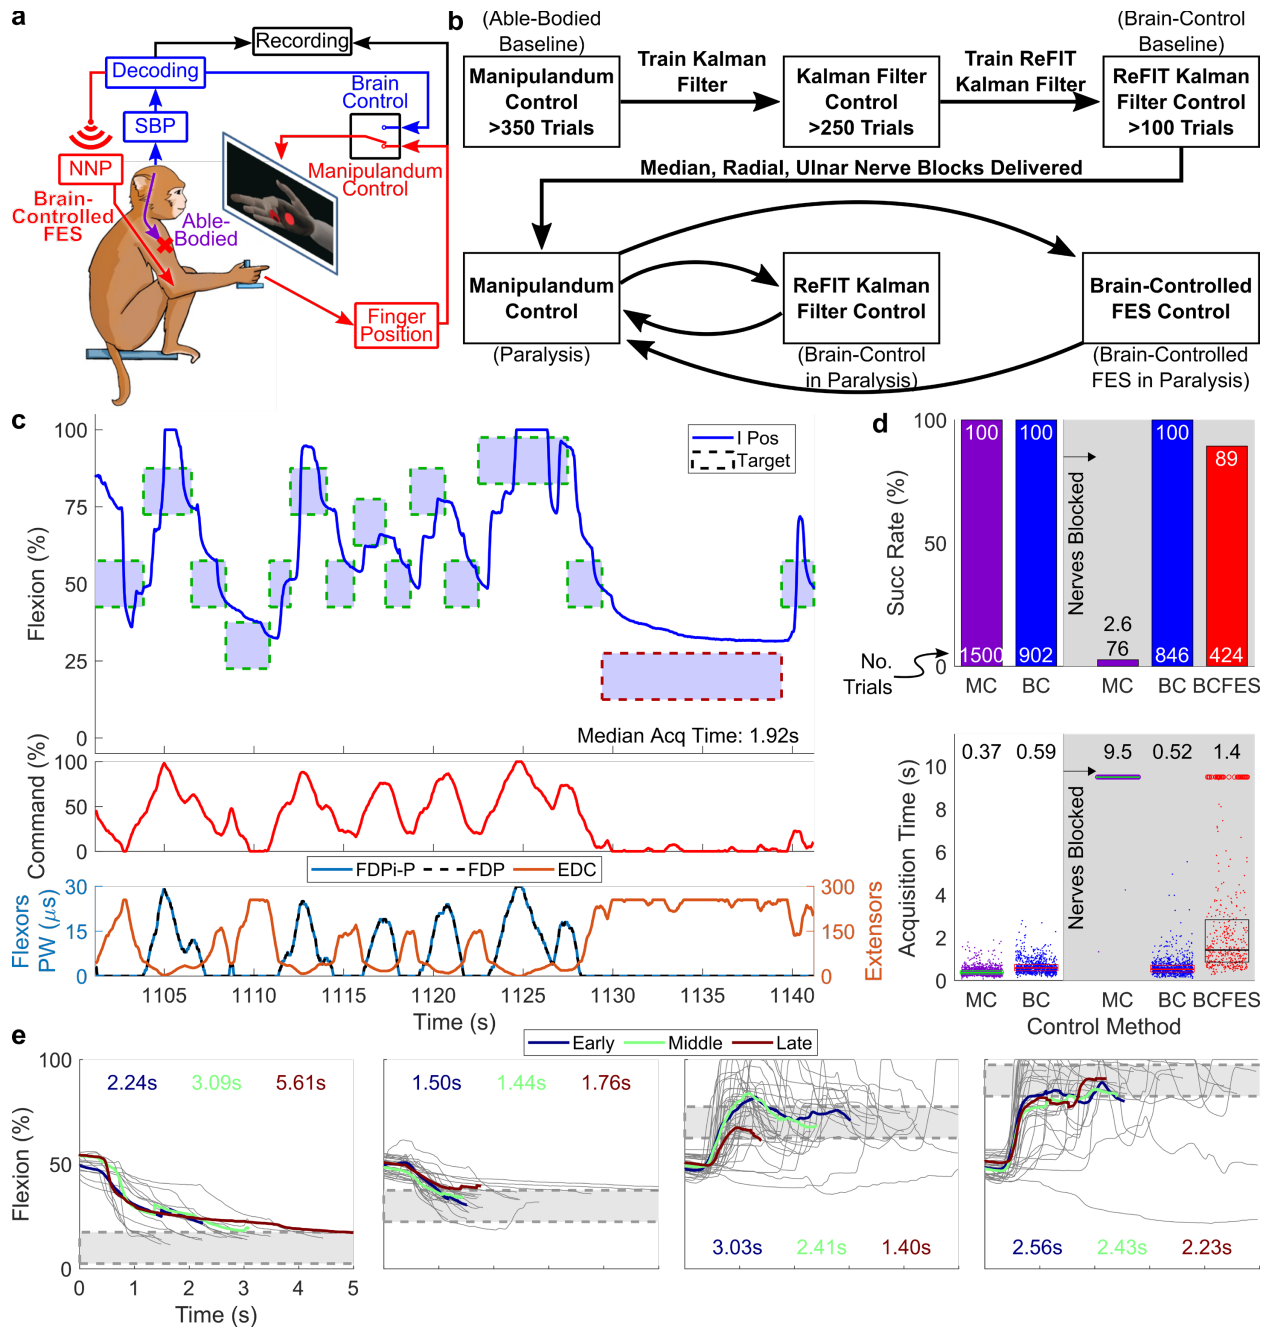 a
Recording
Decoding
Brain
Control
SBP
NNP
Manipulandum
Control
Brain-
Controlled
FES
Able-
Bodied
Finger
Position
b
(Able-Bodied
Baseline)
(Brain-Control
Baseline)
Manipulandum
Control
>350 Trials
Train Kalman
Filter
Kalman Filter
Control
>250 Trials
Train ReFIT
Kalman Filter
ReFIT Kalman
Filter Control
>100 Trials
Median, Radial, Ulnar Nerve Blocks Delivered
Manipulandum
Control
(Paralysis)
ReFIT Kalman
Filter Control
(Brain-Control
in Paralysis)
Brain-Controlled
FES Control
(Brain-Controlled
FES in Paralysis)
c
Flexion (%)
100
75
50
25
0
I Pos
Target
Median Acq Time: 1.92s
Command (%)
100
50
0
FDPi-P
FDP
EDC
Flexors
PW (μs)
30
15
0
300
150
0
Extensors
1105 1110 1115 1120 1125 1130 1135 1140
Time (s)
d
Succ Rate (%)
100
50
0
100
100
Nerves Blocked
2.6
100
89
1500
902
76
846
424
No.
Trials
MC BC MC BC BCFES
Acquisition Time (s)
10
8
6
4
2
0
0.37 0.59 9.5 0.52 1.4
Nerves Blocked
MC BC MC BC BCFES
Control Method
e
Early Middle Late
Flexion (%)
100
50
0
2.24s 3.09s 5.61s
1.50s 1.44s 1.76s
3.03s 2.41s 1.40s
2.56s 2.43s 2.23s
0 1 2 3 4 5
Time (s)